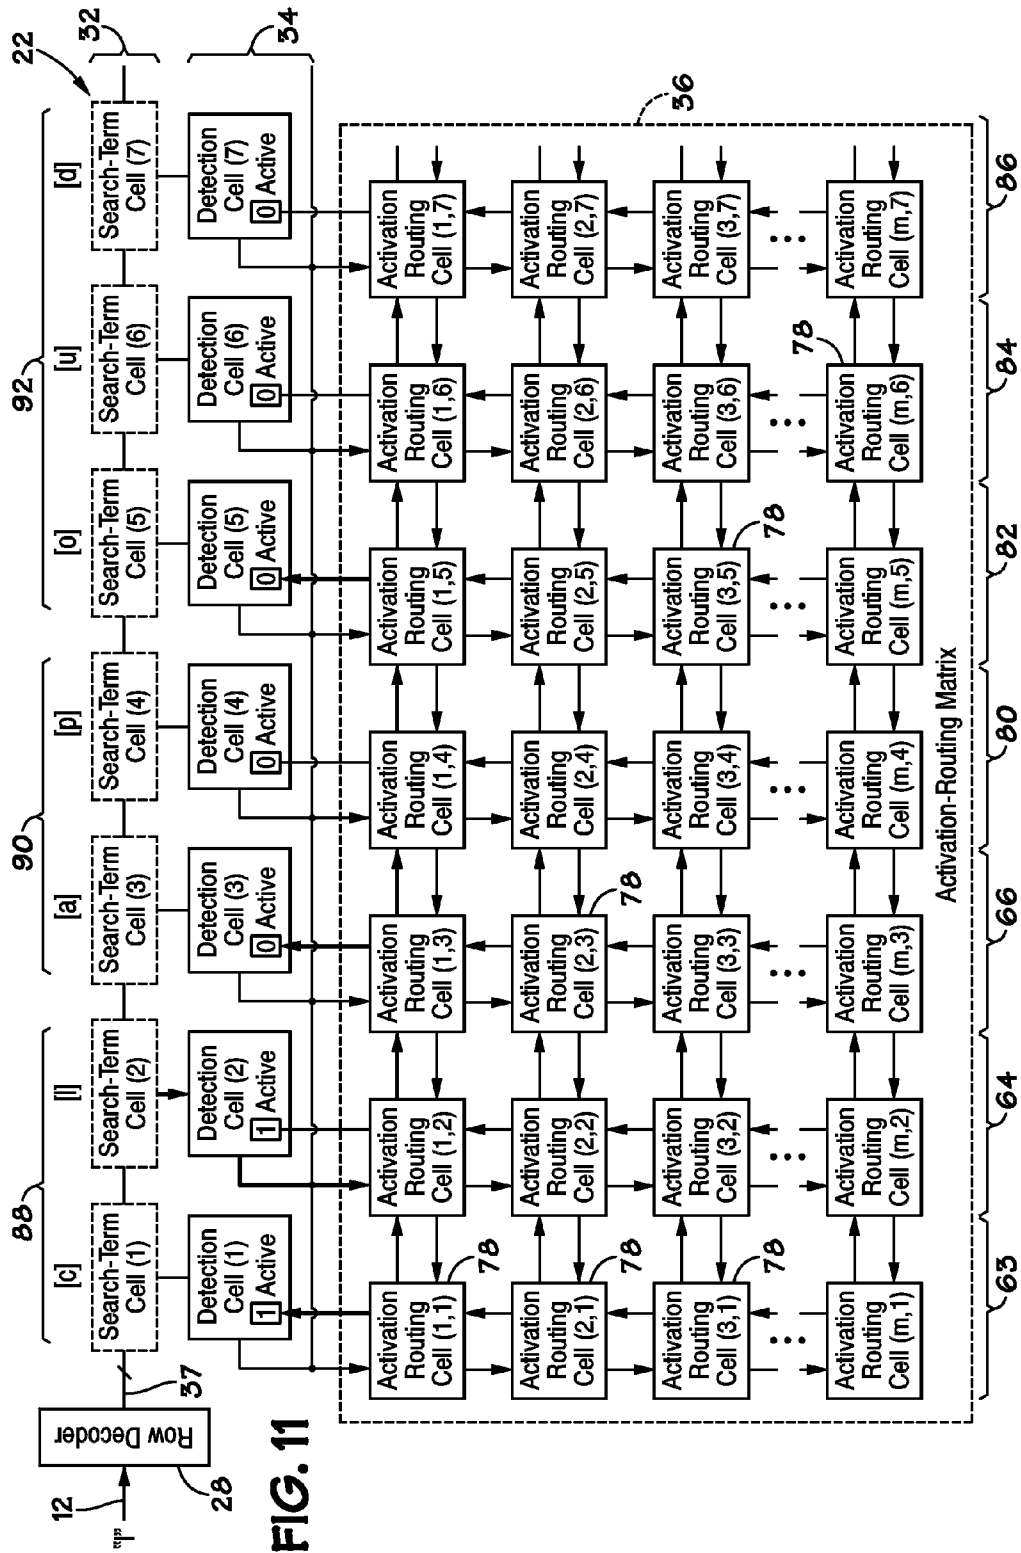 88 90 92 22
[c] [l] [a] [p] [o] [u] [d]
32
"l"
12
Row Decoder
28
37
Search-Term
Cell (1)
Search-Term
Cell (2)
Search-Term
Cell (3)
Search-Term
Cell (4)
Search-Term
Cell (5)
Search-Term
Cell (6)
Search-Term
Cell (7)
34
Detection
Cell (1)
1 Active
Detection
Cell (2)
1 Active
Detection
Cell (3)
0 Active
Detection
Cell (4)
0 Active
Detection
Cell (5)
0 Active
Detection
Cell (6)
0 Active
Detection
Cell (7)
0 Active
FIG. 11
36
Activation
Routing
Cell (1,1)
78
Activation
Routing
Cell (1,2)
Activation
Routing
Cell (1,3)
Activation
Routing
Cell (1,4)
Activation
Routing
Cell (1,5)
Activation
Routing
Cell (1,6)
Activation
Routing
Cell (1,7)
Activation
Routing
Cell (2,1)
78
Activation
Routing
Cell (2,2)
Activation
Routing
Cell (2,3)
78
Activation
Routing
Cell (2,4)
Activation
Routing
Cell (2,5)
Activation
Routing
Cell (2,6)
Activation
Routing
Cell (2,7)
Activation
Routing
Cell (3,1)
78
Activation
Routing
Cell (3,2)
Activation
Routing
Cell (3,3)
Activation
Routing
Cell (3,4)
Activation
Routing
Cell (3,5)
78
Activation
Routing
Cell (3,6)
Activation
Routing
Cell (3,7)
Activation
Routing
Cell (m,1)
Activation
Routing
Cell (m,2)
Activation
Routing
Cell (m,3)
Activation
Routing
Cell (m,4)
Activation
Routing
Cell (m,5)
78
Activation
Routing
Cell (m,6)
Activation
Routing
Cell (m,7)
Activation-Routing Matrix
63 64 66 80 82 84 86